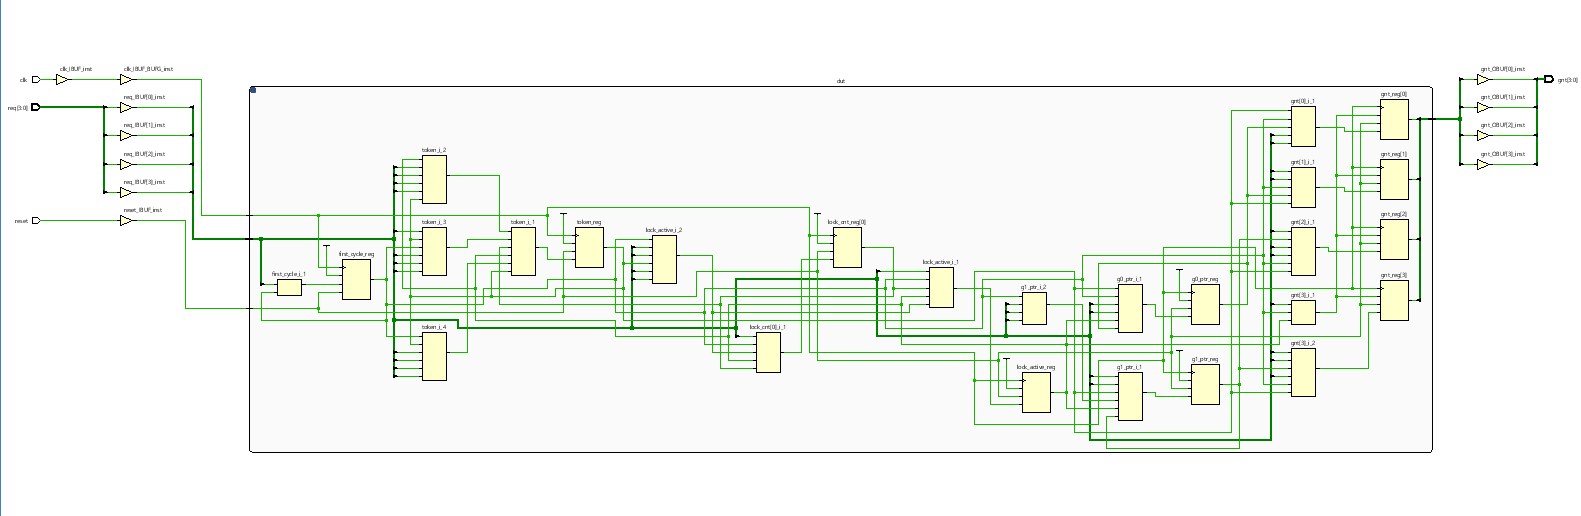 dut
clk
clk_IBUF_inst
clk_IBUF_BUFG_inst
req[3:0]
req_IBUF[0]_inst
req_IBUF[1]_inst
req_IBUF[2]_inst
req_IBUF[3]_inst
reset
reset_IBUF_inst
first_cycle_i_1
first_cycle_reg
token_i_2
token_i_3
token_i_4
token_i_1
token_reg
lock_active_i_2
lock_cnt[0]_i_1
lock_cnt_reg[0]
lock_active_i_1
g1_ptr_i_2
lock_active_reg
g0_ptr_i_1
g1_ptr_i_1
g0_ptr_reg
g1_ptr_reg
gnt[0]_i_1
gnt[1]_i_1
gnt[2]_i_1
gnt[3]_i_1
gnt[3]_i_2
gnt_reg[0]
gnt_reg[1]
gnt_reg[2]
gnt_reg[3]
gnt_OBUF[0]_inst
gnt_OBUF[1]_inst
gnt_OBUF[2]_inst
gnt_OBUF[3]_inst
gnt[3:0]